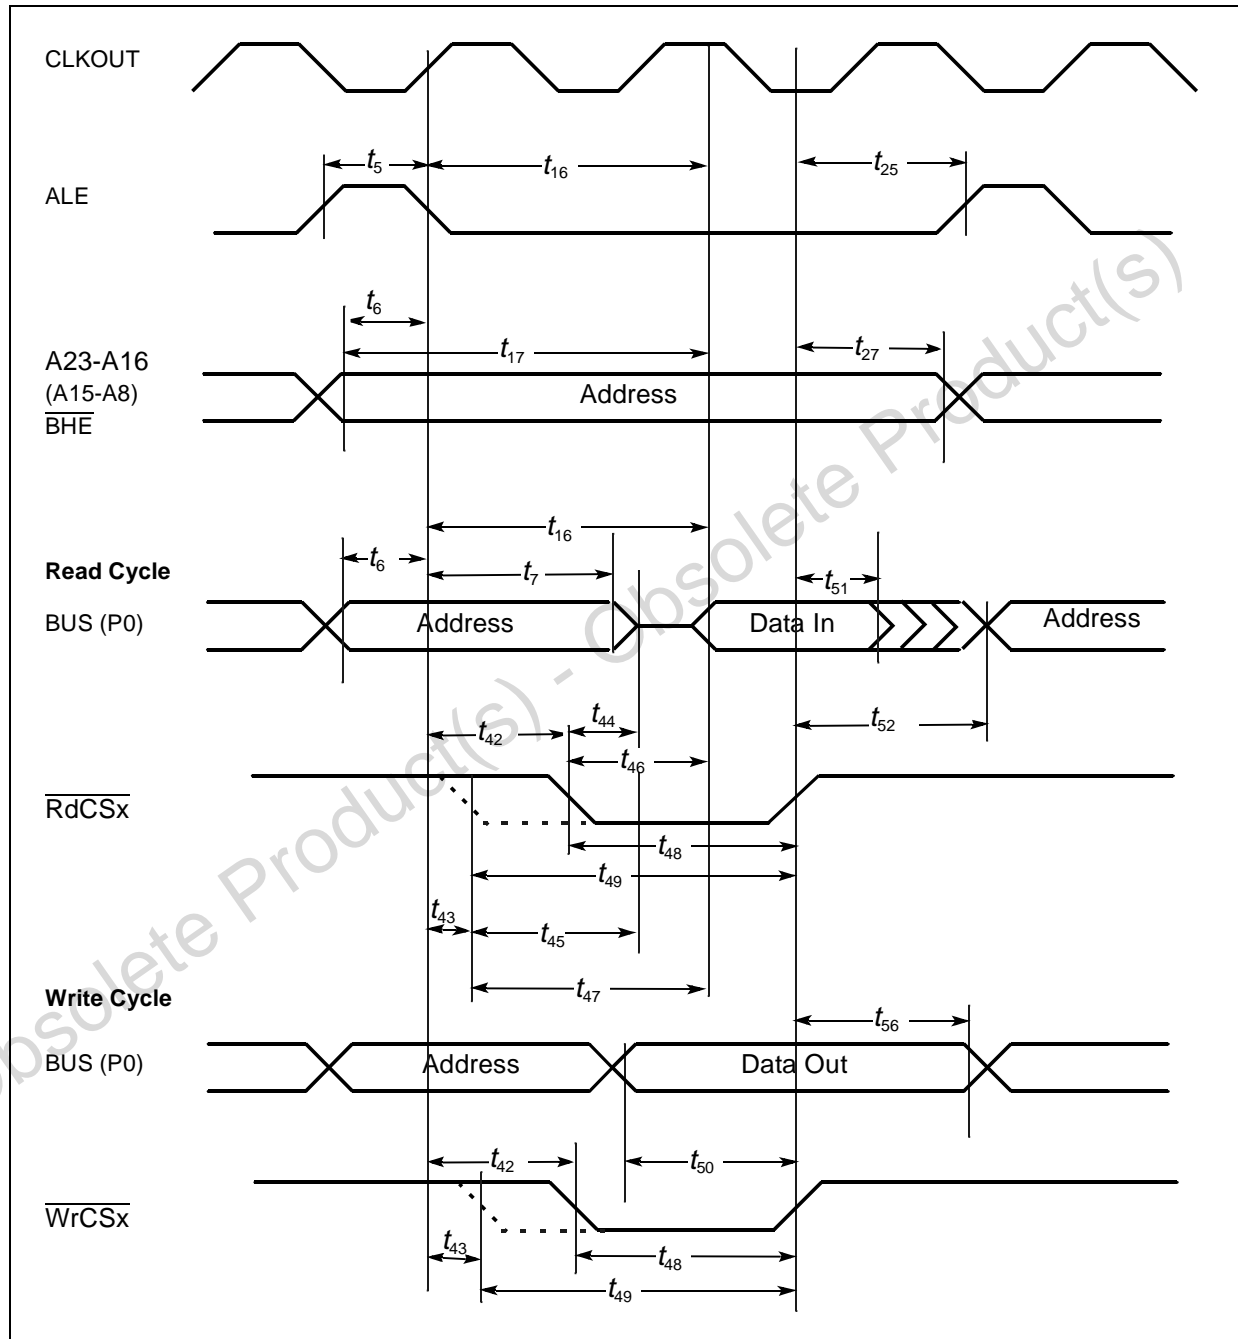 CLKOUT
t5 t16 t25
ALE
t6
t17 t27
A23-A16
(A15-A8)
BHE
Address
t16
t6 t7 t51
Read Cycle
BUS (P0)
Address Data In Address
t44
t42 t52
t46
RdCSx
t48
t49
t43
t45
t47
Write Cycle
t56
BUS (P0)
Address Data Out
t42 t50
WrCSx
t43
t48
t49
Obsolete Product(s) - Obsolete Product(s)